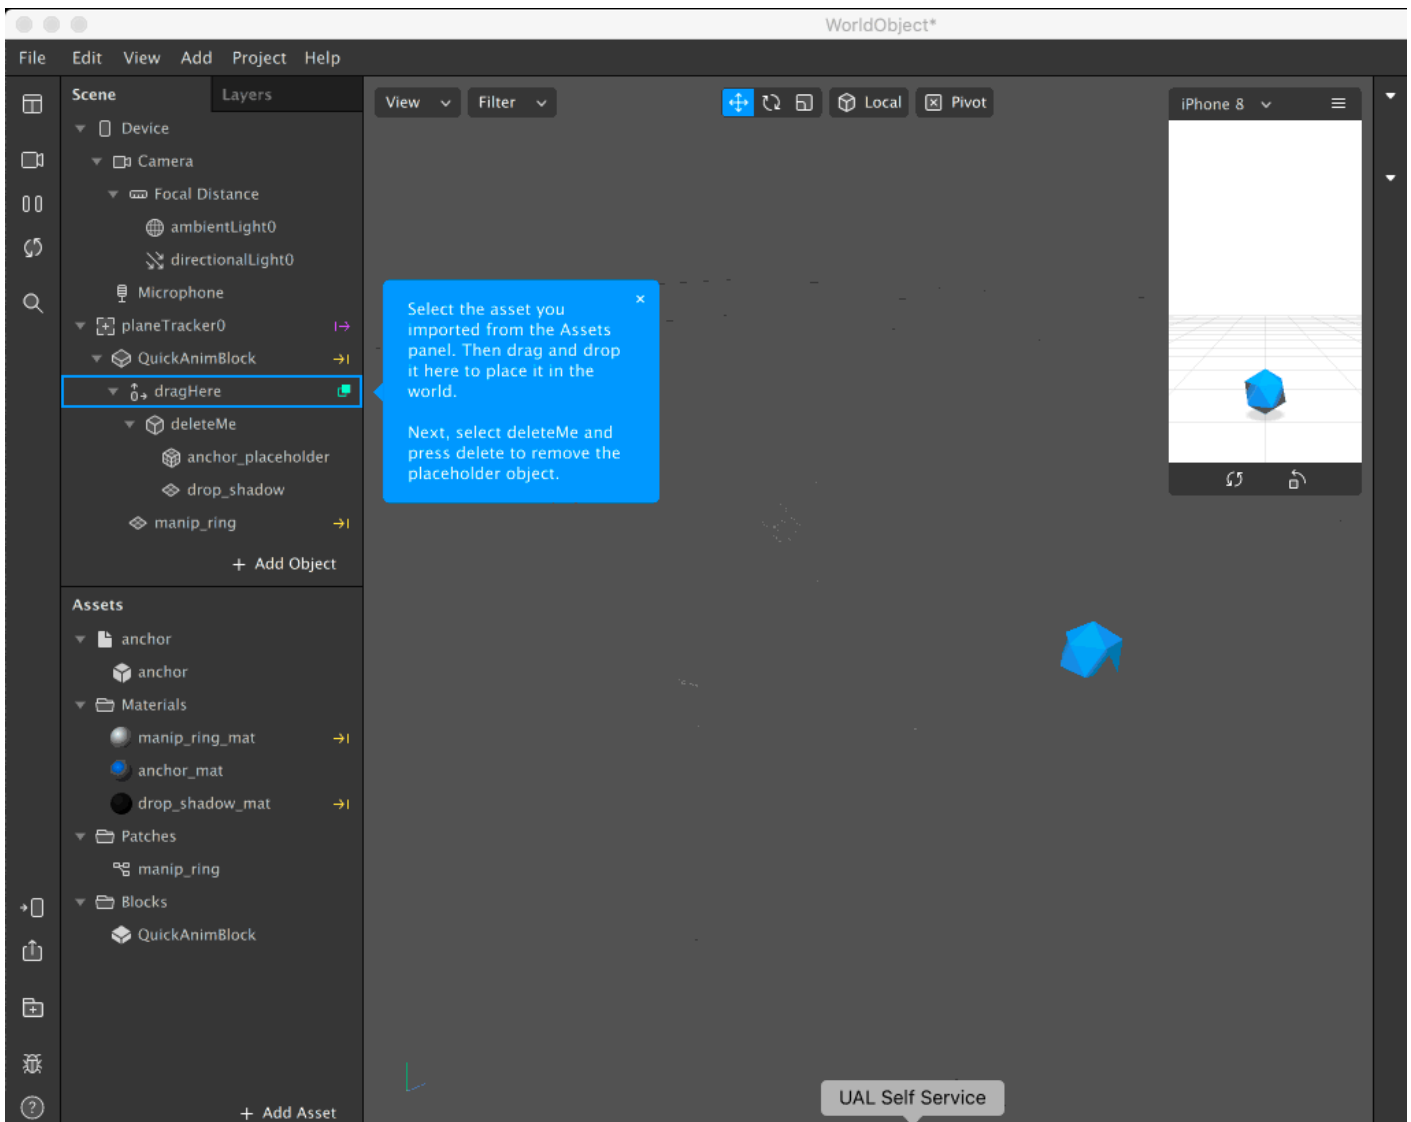 WorldObject*
File Edit View Add Project Help
Scene Layers
View Filter Local Pivot
iPhone 8
Device
Camera
Focal Distance
ambientLight0
directionalLight0
Microphone
planeTracker0
QuickAnimBlock
dragHere
deleteMe
anchor_placeholder
drop_shadow
manip_ring
+ Add Object
Select the asset you
imported from the Assets
panel. Then drag and drop
it here to place it in the
world.
Next, select deleteMe and
press delete to remove the
placeholder object.
Assets
anchor
anchor
Materials
manip_ring_mat
anchor_mat
drop_shadow_mat
Patches
manip_ring
Blocks
QuickAnimBlock
+ Add Asset
UAL Self Service